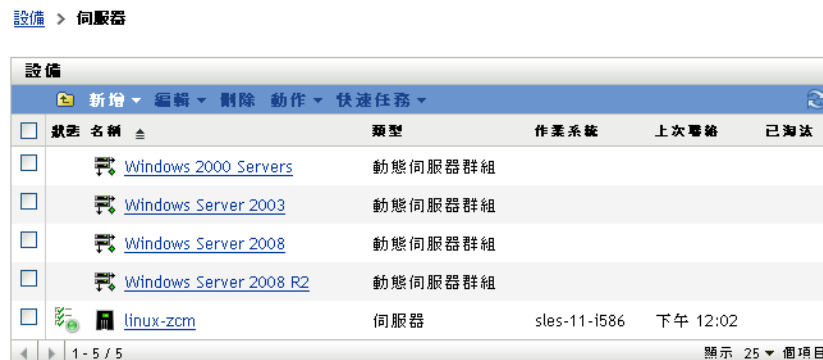 設備 > 伺服器
設備
新增 編輯 刪除 動作 快速任務
狀態 名稱 類型 作業系統 上次聯絡 已淘汰
Windows 2000 Servers 動態伺服器群組
Windows Server 2003 動態伺服器群組
Windows Server 2008 動態伺服器群組
Windows Server 2008 R2 動態伺服器群組
linux-zcm 伺服器 sles-11-i586 下午 12:02
1 - 5 / 5 顯示 25 個項目